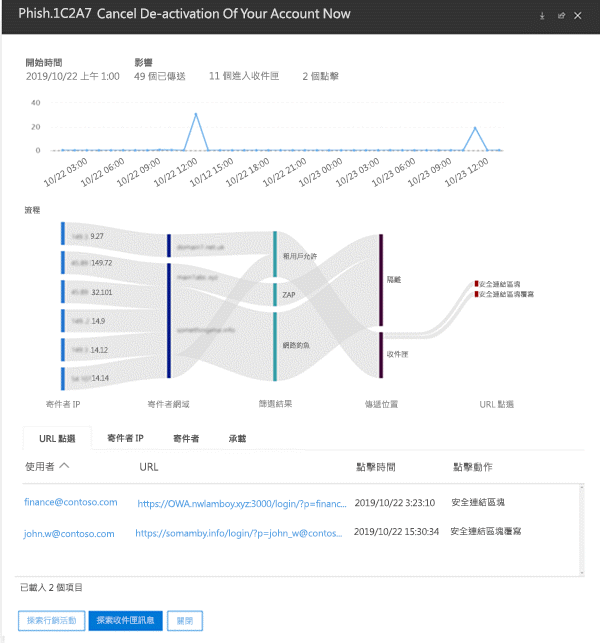 Phish.1C2A7 Cancel De-activation Of Your Account Now
開始時間
2019/10/22 上午 1:00
影響
49 個已傳送
11 個進入收件匣
2 個點擊
40
20
0
10/22 03:00
10/22 06:00
10/22 09:00
10/22 12:00
10/12 15:00
10/22 18:00
10/22 21:00
10/23 00:00
10/23 03:00
10/23 06:00
10/23 09:00
10/23 12:00
流程
9.27
149.72
32.101
14.9
14.12
14.14
租用戶允許
ZAP
網路釣魚
隔離
收件匣
安全連結區塊
安全連結區塊覆寫
寄件者 IP
寄件者網域
篩選結果
傳遞位置
URL 點選
URL 點選
寄件者 IP
寄件者
承載
使用者
URL
點擊時間
點擊動作
finance@contoso.com
https://OWA.nwlamboy.xyz:3000/login/?p=financ...
2019/10/22 3:23:10
安全連結區塊
john.w@contoso.com
https://somamby.info/login/?p=john_w@contos...
2019/10/22 15:30:34
安全連結區塊覆寫
已載入 2 個項目
探索行銷活動
探索收件匣訊息
關閉